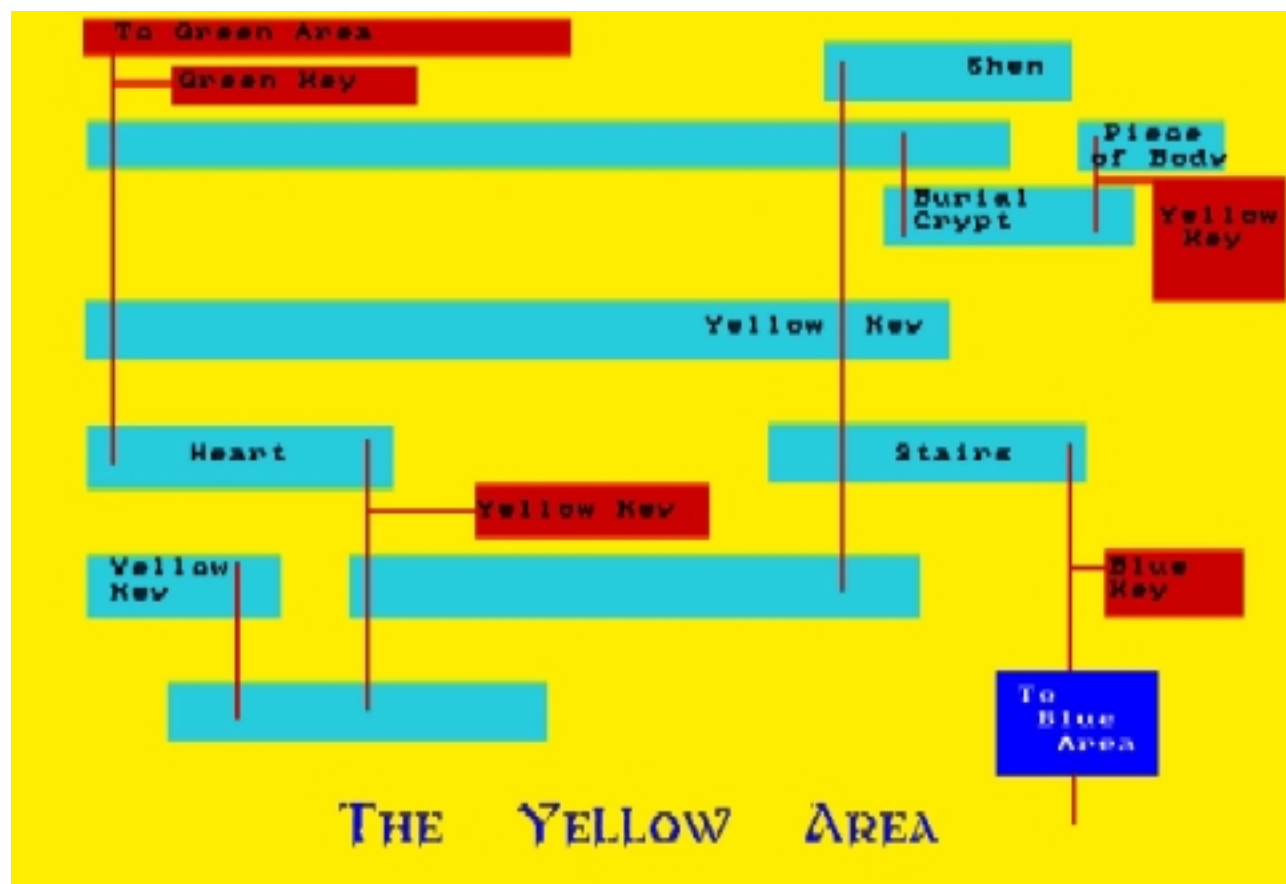 To Green Area
Shen
Green Key
Piece
of Body
Burial
Crypt
Yellow
Key
Yellow Key
Heart
Stairs
Yellow Key
Yellow
Key
Blue
Key
To
Blue
Area
THE YELLOW AREA